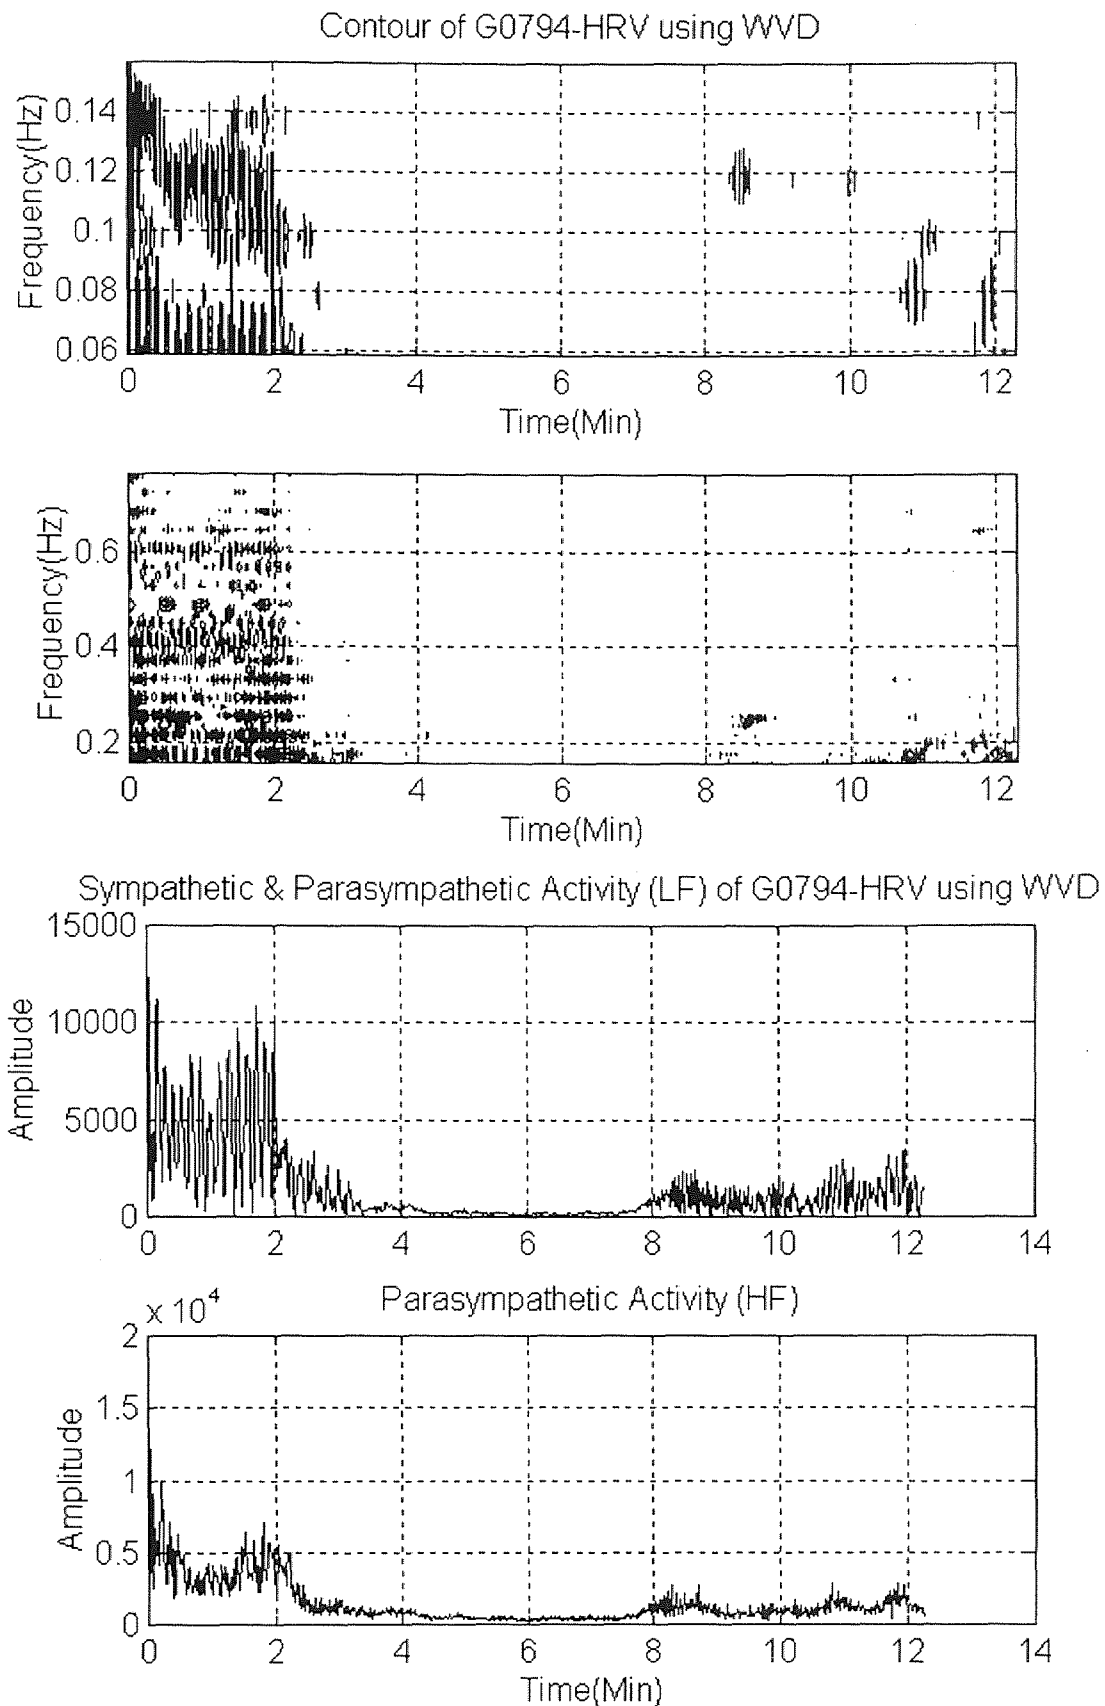 Contour of G0794-HRV using WVD
Frequency(Hz)
0.14
0.12
0.1
0.08
0.06
0 2 4 6 8 10 12
Time(Min)
Frequency(Hz)
0.6
0.4
0.2
0 2 4 6 8 10 12
Time(Min)
Sympathetic & Parasympathetic Activity (LF) of G0794-HRV using WVD
Amplitude
15000
10000
5000
0
0 2 4 6 8 10 12 14
Parasympathetic Activity (HF)
x 10^4
Amplitude
2
1.5
1
0.5
0
0 2 4 6 8 10 12 14
Time(Min)